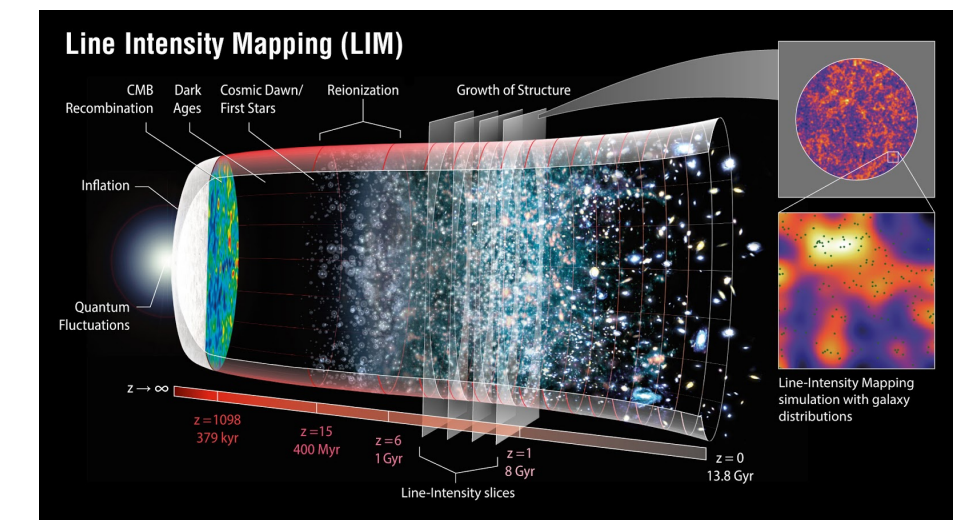 Line Intensity Mapping (LIM)
CMB
Recombination
Dark
Ages
Cosmic Dawn/
First Stars
Reionization
Growth of Structure
Inflation
Quantum
Fluctuations
z → ∞
z =1098
379 kyr
z =15
400 Myr
z =6
1 Gyr
z =1
8 Gyr
z = 0
13.8 Gyr
Line-Intensity slices
Line-Intensity Mapping
simulation with galaxy
distributions